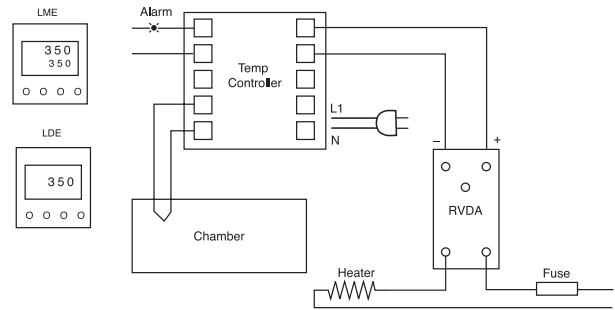 LME
350
350
LDE
350
Alarm
Temp
Controller
L1
N
Chamber
– +
RVDA
Heater
Fuse